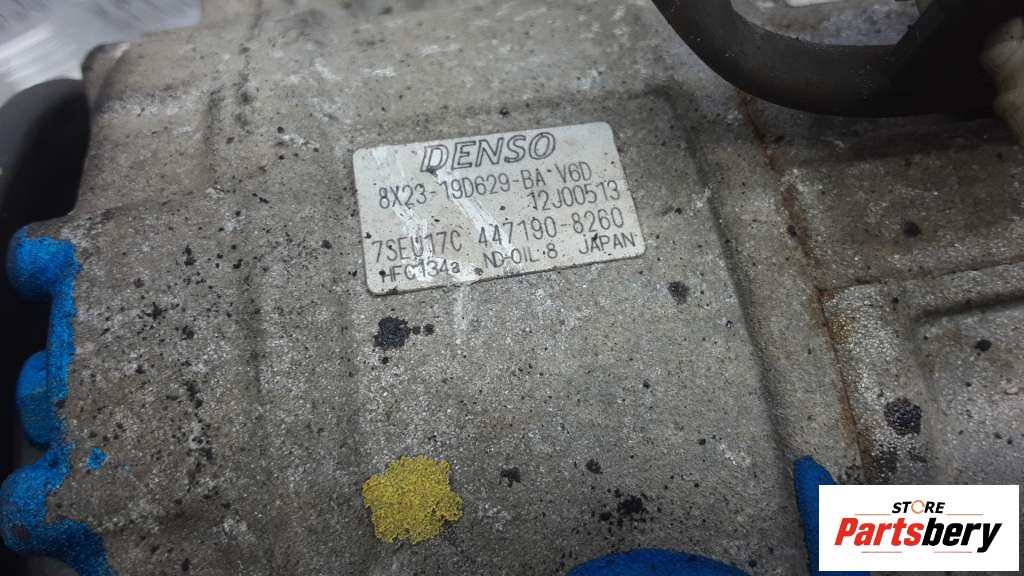 DENSO
8X23-19D629-BA V6D
12J00513
7SEU17C 447190-8260
HFC134a ND-OIL 8 JAPAN
STORE
Partsbery